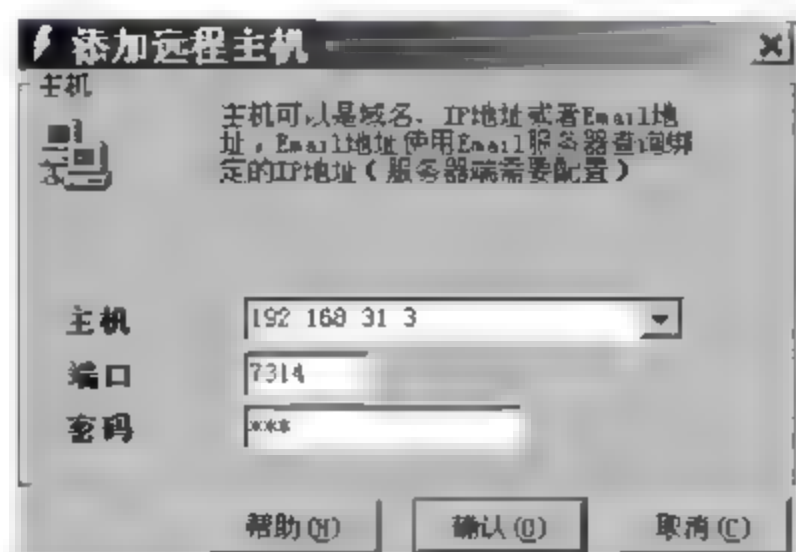 添加远程主机
主机
主机可以是域名、IP地址或者Email地
址,Email地址使用Email服务器查询绑
定的IP地址(服务器端需要配置)
主机
192 168 31 3
端口
7314
密码
***
帮助(H)
确认(O)
取消(C)